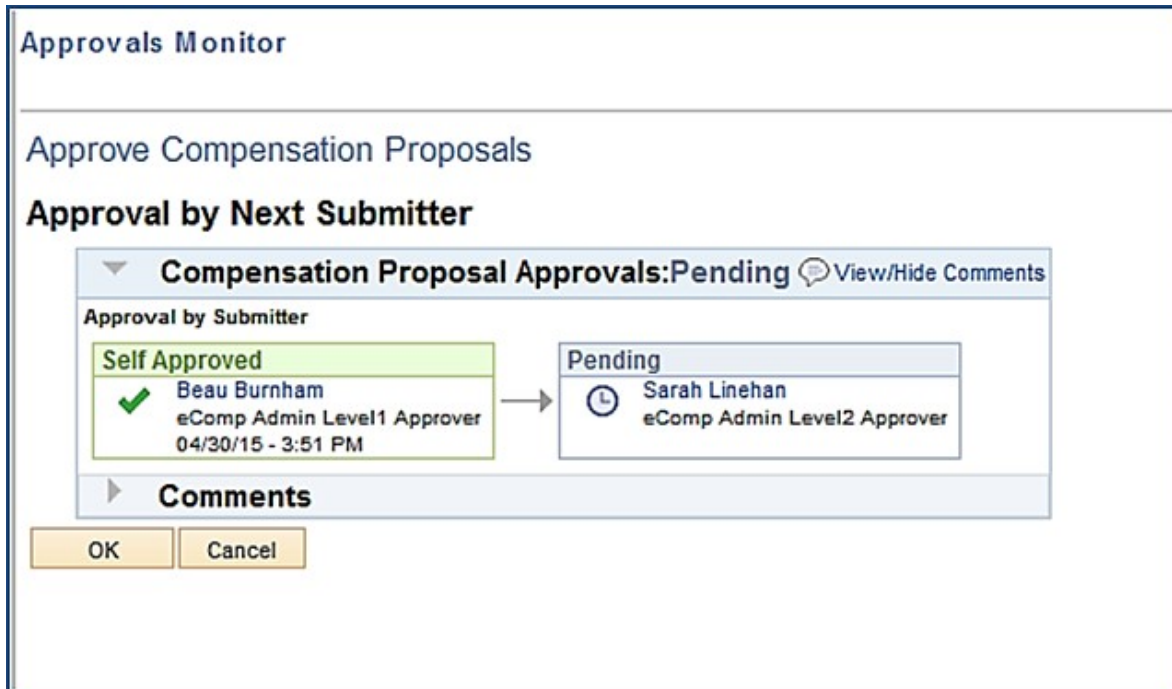 Approvals Monitor
Approve Compensation Proposals
Approval by Next Submitter
Compensation Proposal Approvals:Pending View/Hide Comments
Approval by Submitter
Self Approved
Beau Burnham
eComp Admin Level1 Approver
04/30/15 - 3:51 PM
Pending
Sarah Linehan
eComp Admin Level2 Approver
Comments
OK Cancel